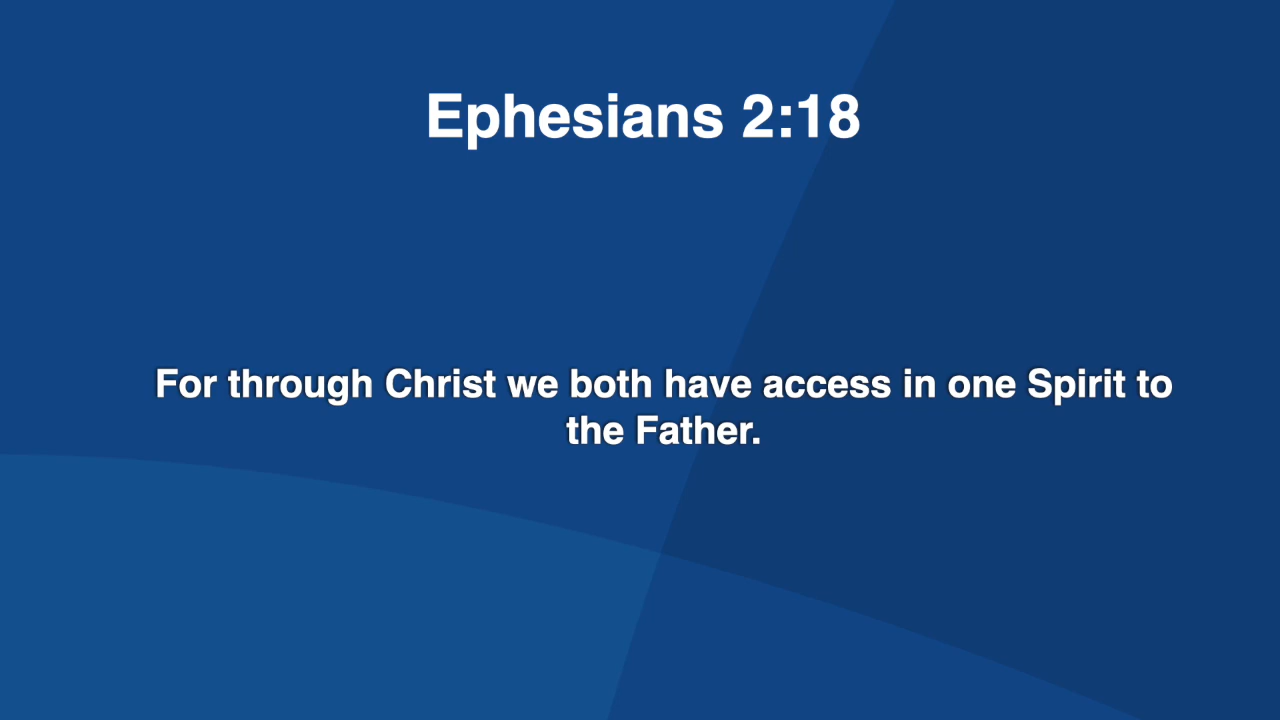 Ephesians 2:18
For through Christ we both have access in one Spirit to
the Father.